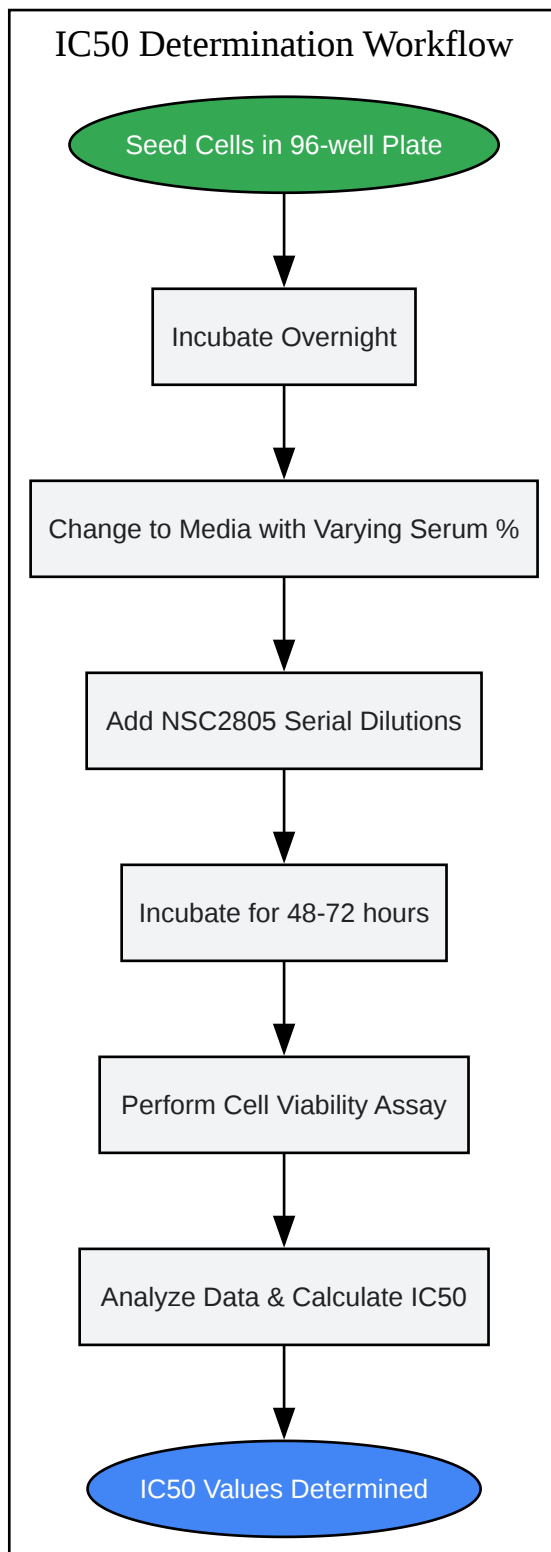 IC50 Determination Workflow
Seed Cells in 96-well Plate
Incubate Overnight
Change to Media with Varying Serum %
Add NSC2805 Serial Dilutions
Incubate for 48-72 hours
Perform Cell Viability Assay
Analyze Data & Calculate IC50
IC50 Values Determined